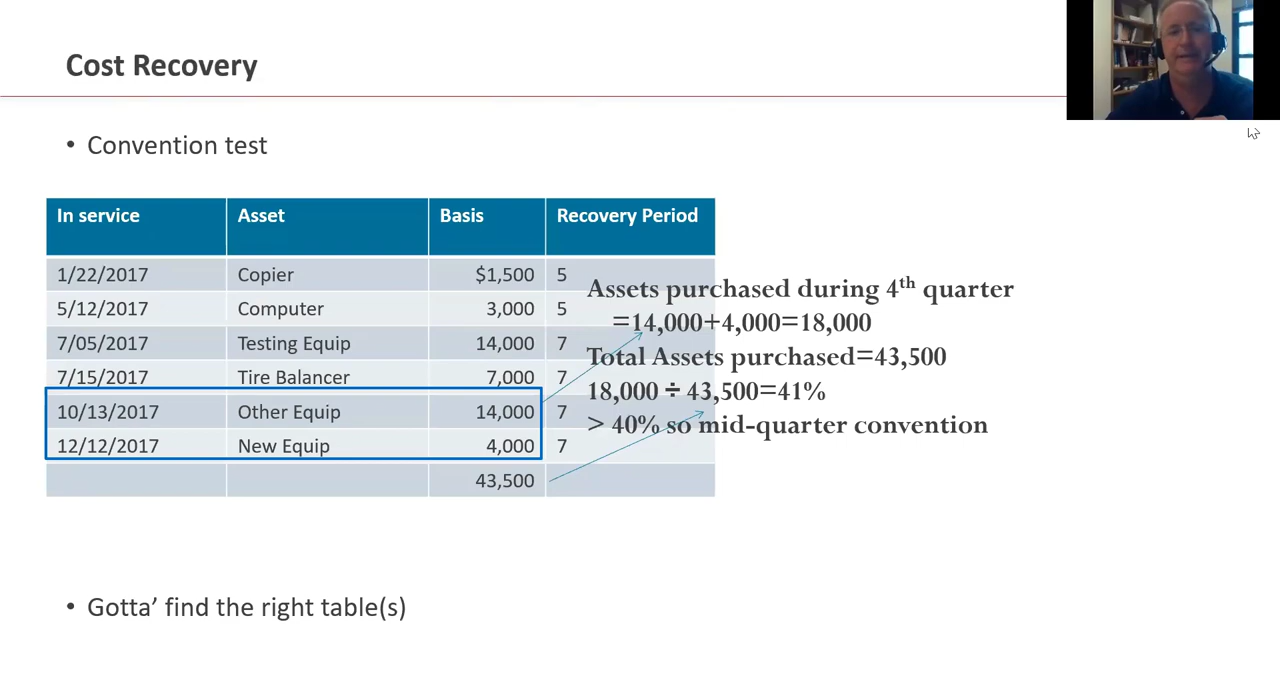 Cost Recovery
• Convention test
In service Asset Basis Recovery Period
1/22/2017 Copier $1,500 5
5/12/2017 Computer 3,000 5
7/05/2017 Testing Equip 14,000 7
7/15/2017 Tire Balancer 7,000 7
10/13/2017 Other Equip 14,000 7
12/12/2017 New Equip 4,000 7
43,500
Assets purchased during 4th quarter
=14,000+4,000=18,000
Total Assets purchased=43,500
18,000 ÷ 43,500=41%
> 40% so mid-quarter convention
• Gotta’ find the right table(s)